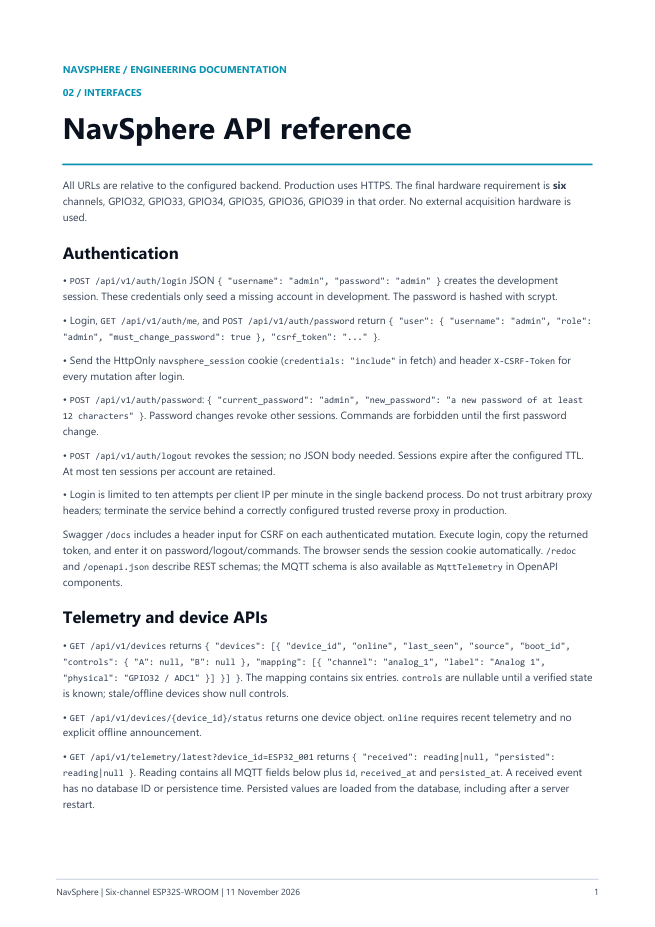 NAVSPHERE / ENGINEERING DOCUMENTATION
02 / INTERFACES
NavSphere API reference
All URLs are relative to the configured backend. Production uses HTTPS. The final hardware requirement is six
channels, GPIO32, GPIO33, GPIO34, GPIO35, GPIO36, GPIO39 in that order. No external acquisition hardware is
used.
Authentication
• POST /api/v1/auth/login JSON { "username": "admin", "password": "admin" } creates the development
session. These credentials only seed a missing account in development. The password is hashed with scrypt.
• Login, GET /api/v1/auth/me, and POST /api/v1/auth/password return { "user": { "username": "admin", "role":
"admin", "must_change_password": true }, "csrf_token": "..." }.
• Send the HttpOnly navsphere_session cookie (credentials: "include" in fetch) and header X-CSRF-Token for
every mutation after login.
• POST /api/v1/auth/password: { "current_password": "admin", "new_password": "a new password of at least
12 characters" }. Password changes revoke other sessions. Commands are forbidden until the first password
change.
• POST /api/v1/auth/logout revokes the session; no JSON body needed. Sessions expire after the configured TTL.
At most ten sessions per account are retained.
• Login is limited to ten attempts per client IP per minute in the single backend process. Do not trust arbitrary proxy
headers; terminate the service behind a correctly configured trusted reverse proxy in production.
Swagger /docs includes a header input for CSRF on each authenticated mutation. Execute login, copy the returned
token, and enter it on password/logout/commands. The browser sends the session cookie automatically. /redoc
and /openapi.json describe REST schemas; the MQTT schema is also available as MqttTelemetry in OpenAPI
components.
Telemetry and device APIs
• GET /api/v1/devices returns { "devices": [{ "device_id", "online", "last_seen", "source", "boot_id",
"controls": { "A": null, "B": null }, "mapping": [{ "channel": "analog_1", "label": "Analog 1",
"physical": "GPIO32 / ADC1" }] }] }. The mapping contains six entries. controls are nullable until a verified state
is known; stale/offline devices show null controls.
• GET /api/v1/devices/{device_id}/status returns one device object. online requires recent telemetry and no
explicit offline announcement.
• GET /api/v1/telemetry/latest?device_id=ESP32_001 returns { "received": reading|null, "persisted":
reading|null }. Reading contains all MQTT fields below plus id, received_at and persisted_at. A received event
has no database ID or persistence time. Persisted values are loaded from the database, including after a server
restart.
NavSphere | Six-channel ESP32S-WROOM | 11 November 2026
1